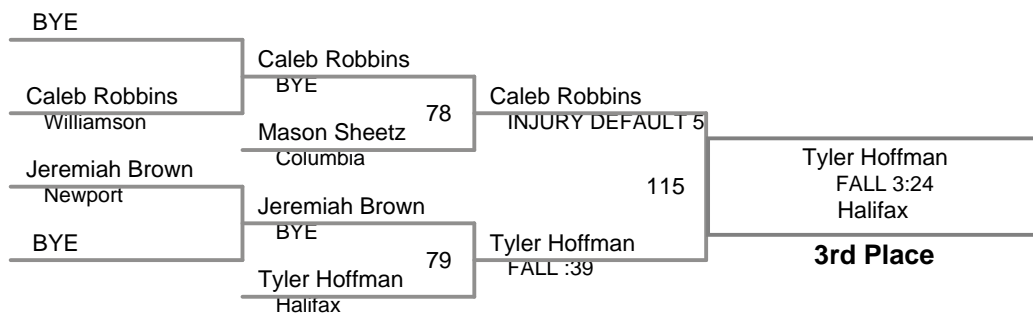 BYE
Caleb Robbins
Williamson
Jeremiah Brown
Newport
BYE
Caleb Robbins
BYE
78
Mason Sheetz
Columbia
Jeremiah Brown
BYE
79
Tyler Hoffman
Halifax
Caleb Robbins
INJURY DEFAULT 5
115
Tyler Hoffman
FALL :39
Tyler Hoffman
FALL 3:24
Halifax
3rd Place